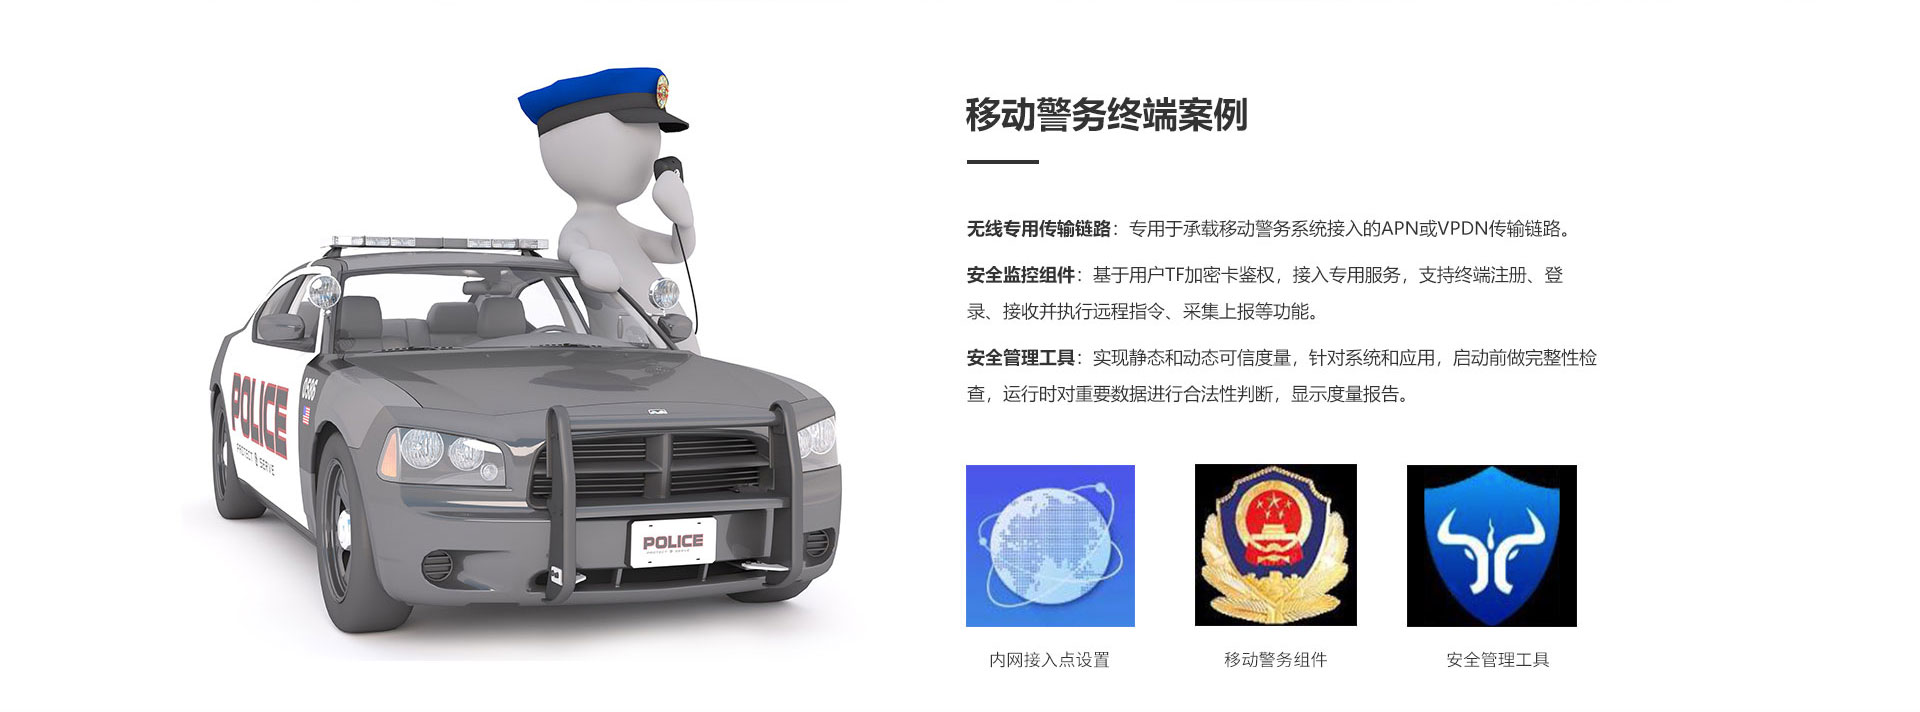 移动警务终端案例
无线专用传输链路：专用于承载移动警务系统接入的APN或VPDN传输链路。
安全监控组件：基于用户TF加密卡鉴权，接入专用服务，支持终端注册、登
录、接收并执行远程指令、采集上报等功能。
安全管理工具：实现静态和动态可信度量，针对系统和应用，启动前做完整性检
查，运行时对重要数据进行合法性判断，显示度量报告。
内网接入点设置
移动警务组件
安全管理工具
0586
POLICE
PROTECT & SERVE
POLICE
PROTECT & SERVE